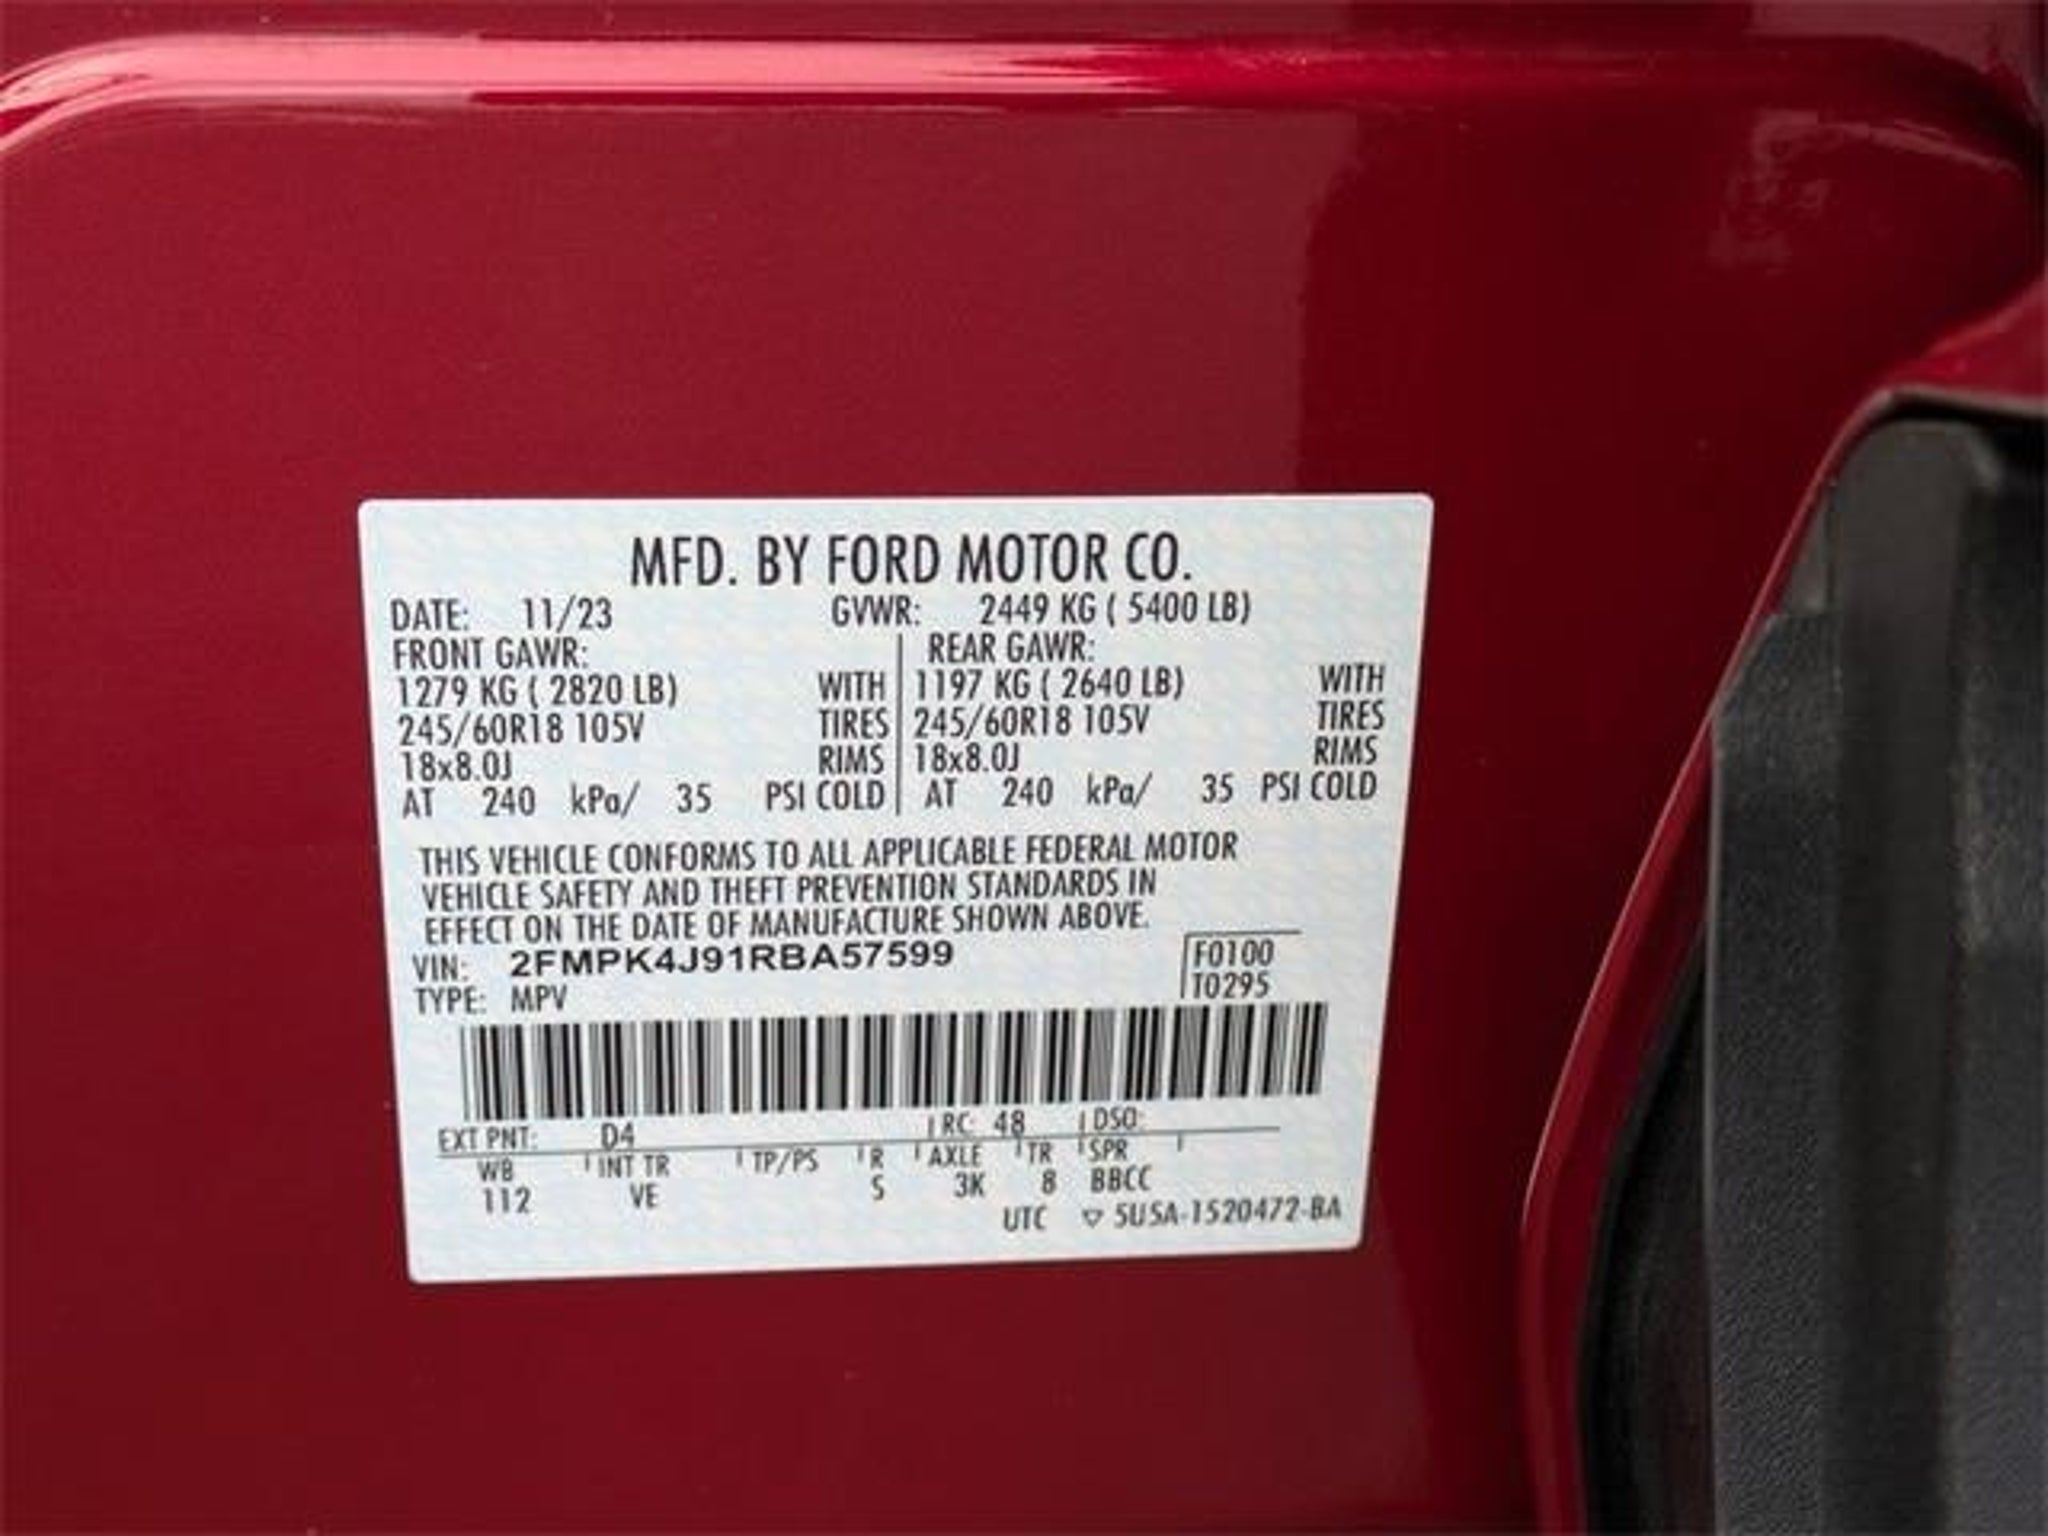 MFD. BY FORD MOTOR CO.
DATE: 11/23 GVWR: 2449 KG ( 5400 LB)
FRONT GAWR: REAR GAWR:
1279 KG ( 2820 LB) WITH 1197 KG ( 2640 LB) WITH
245/60R18 105V TIRES 245/60R18 105V TIRES
18x8.0J RIMS 18x8.0J RIMS
AT 240 kPa/ 35 PSI COLD AT 240 kPa/ 35 PSI COLD
THIS VEHICLE CONFORMS TO ALL APPLICABLE FEDERAL MOTOR
VEHICLE SAFETY AND THEFT PREVENTION STANDARDS IN
EFFECT ON THE DATE OF MANUFACTURE SHOWN ABOVE.
VIN: 2FMPK4J91RBA57599 F0100
TYPE: MPV T0295
EXT PNT: D4 RC: 48 DSO:
WB INT TR TP/PS R AXLE TR SPR
112 VE S 3K 8 BBCC
UTC ▽ 5U5A-1520472-BA